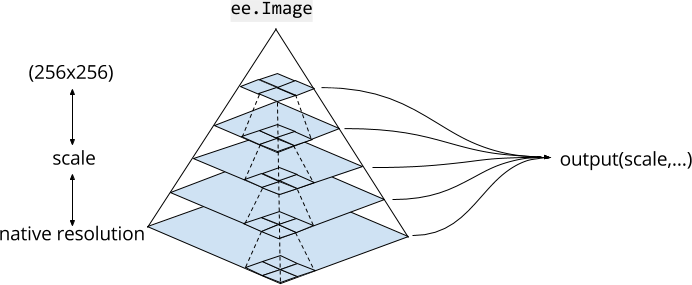 ee.Image
(256x256)
scale
native resolution
output(scale,...)